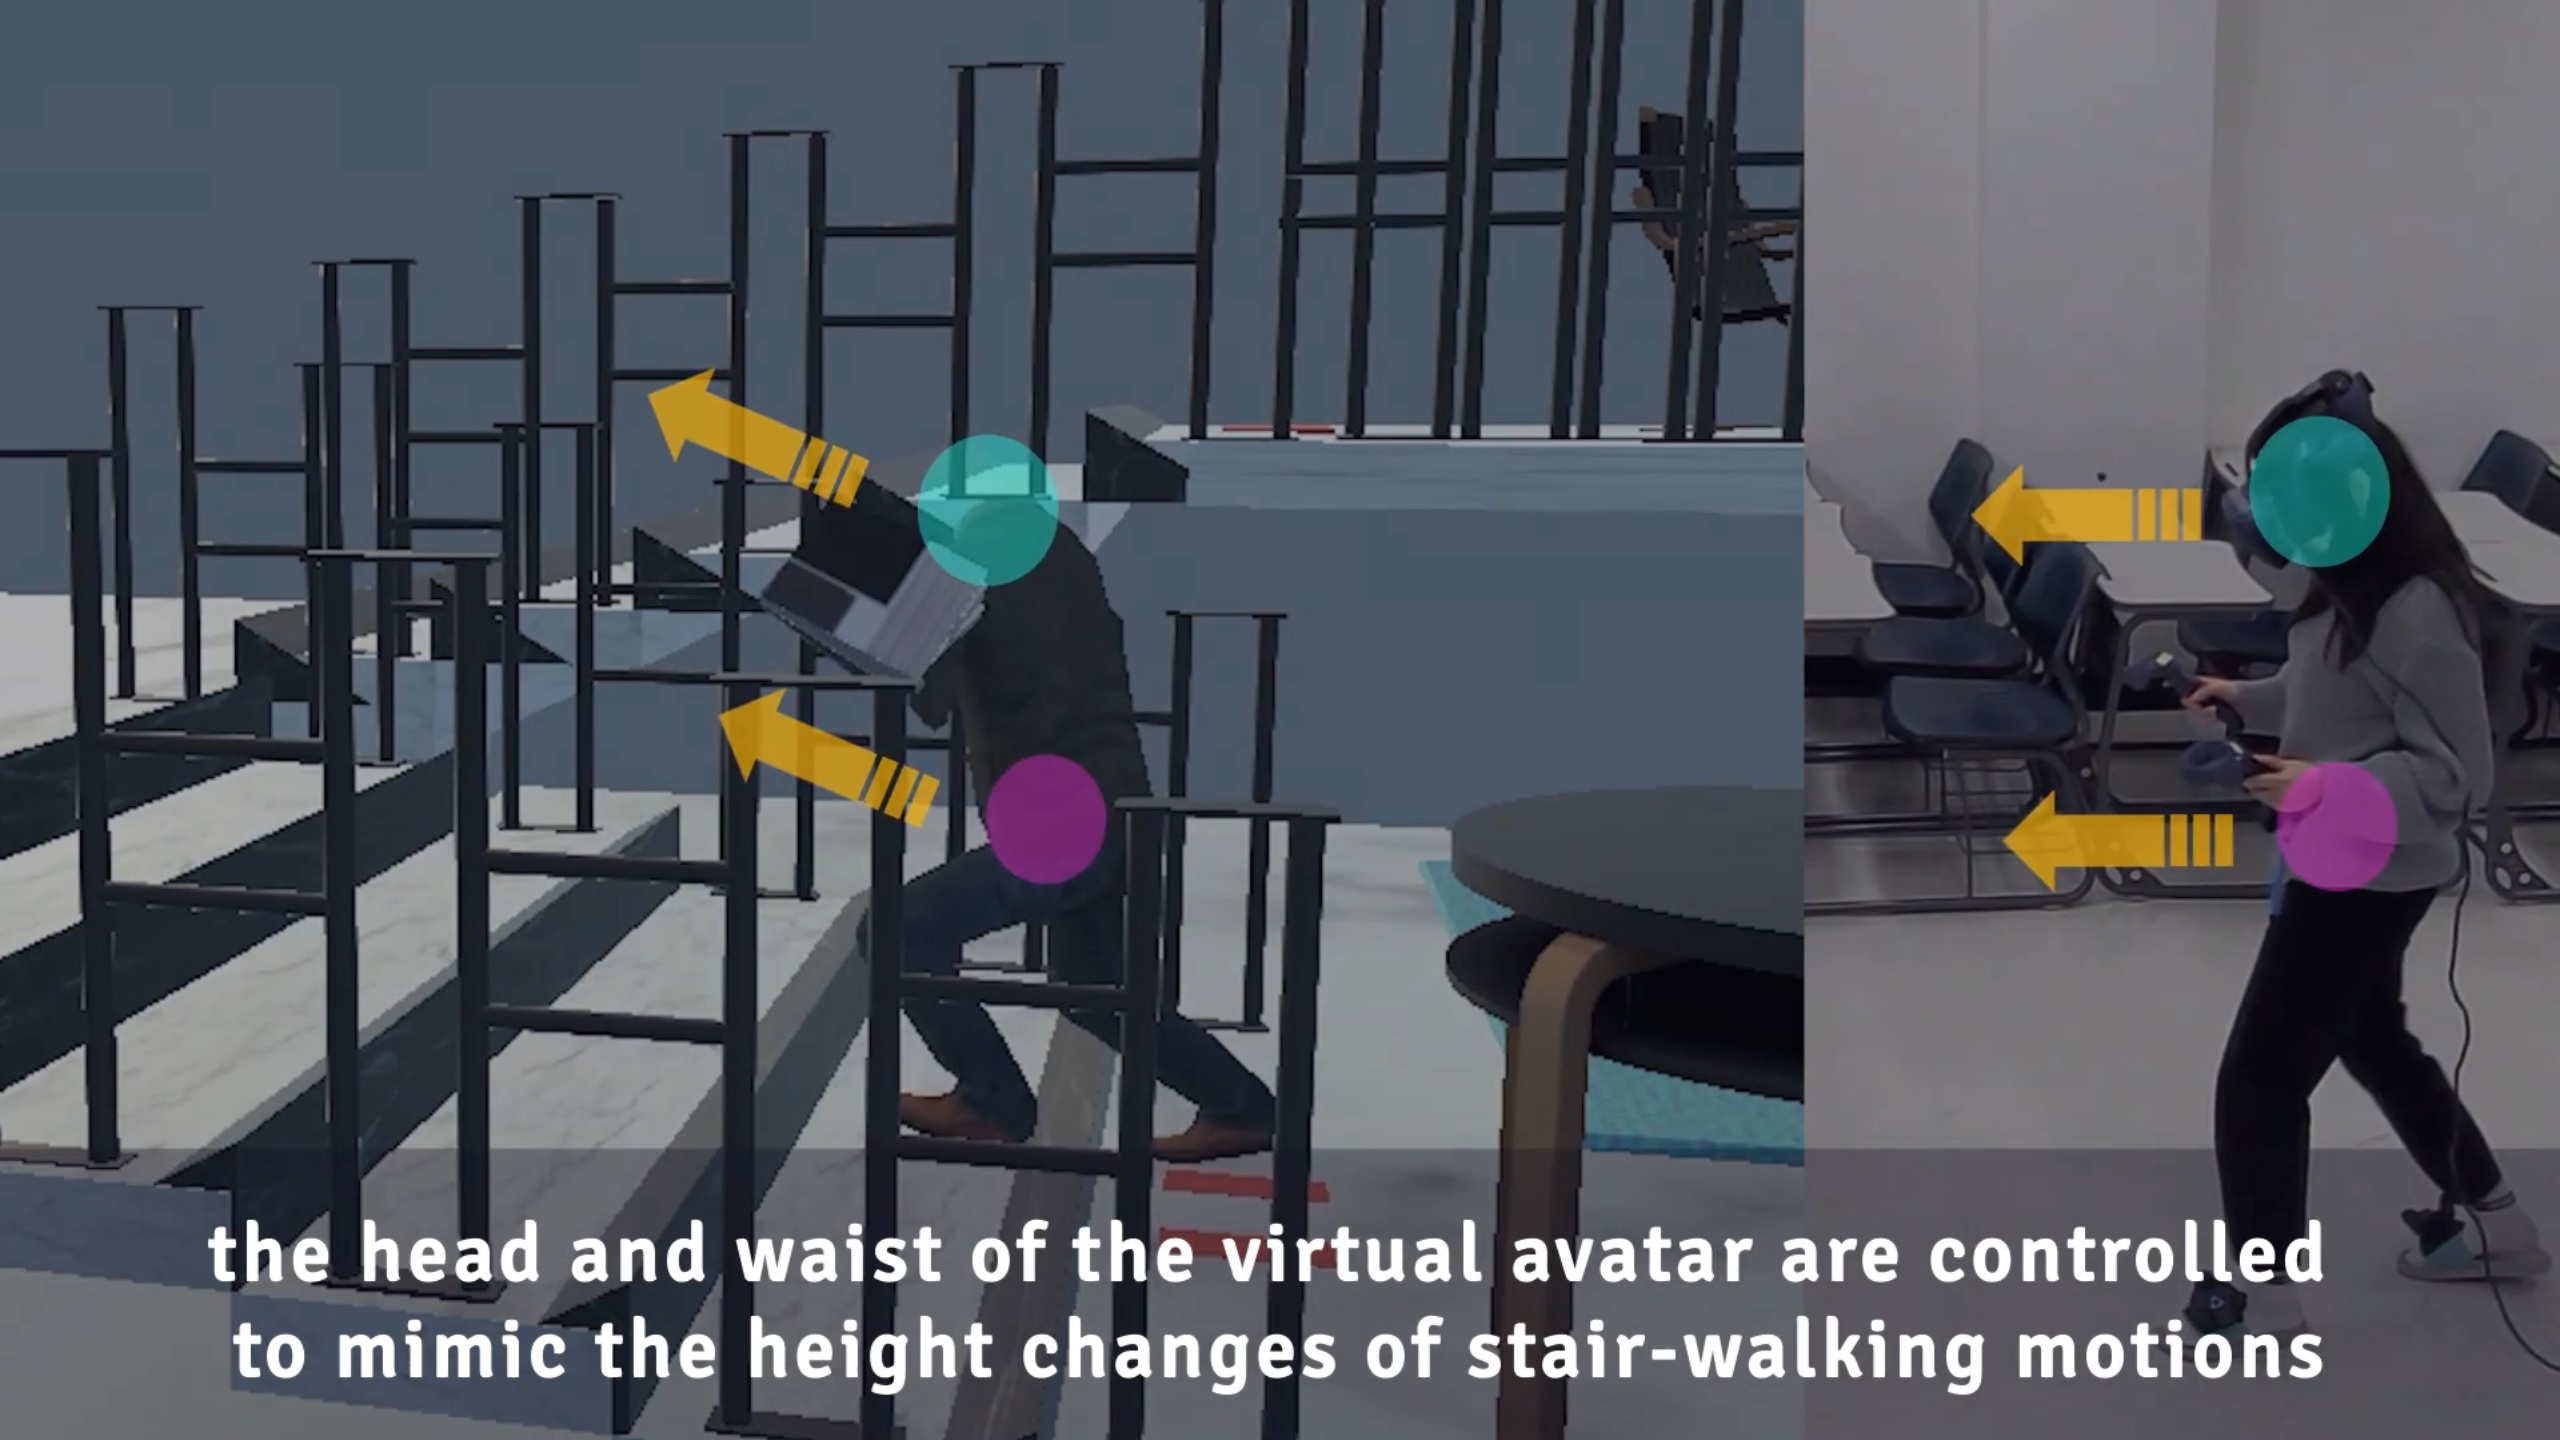 the head and waist of the virtual avatar are controlled
to mimic the height changes of stair-walking motions